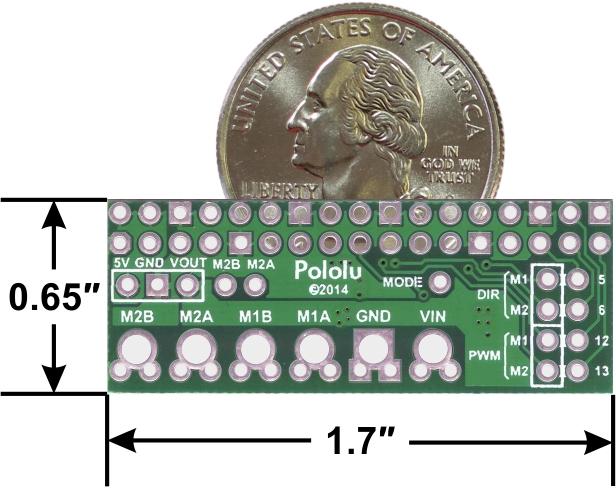 UNITED STATES OF AMERICA
IN
GOD WE
TRUST
LIBERTY
0.65″
5V GND VOUT M2B M2A
Pololu
©2014
MODE
DIR
M1
5
M2
6
M2B M2A M1B M1A GND VIN
PWM
M1
12
M2
13
1.7″